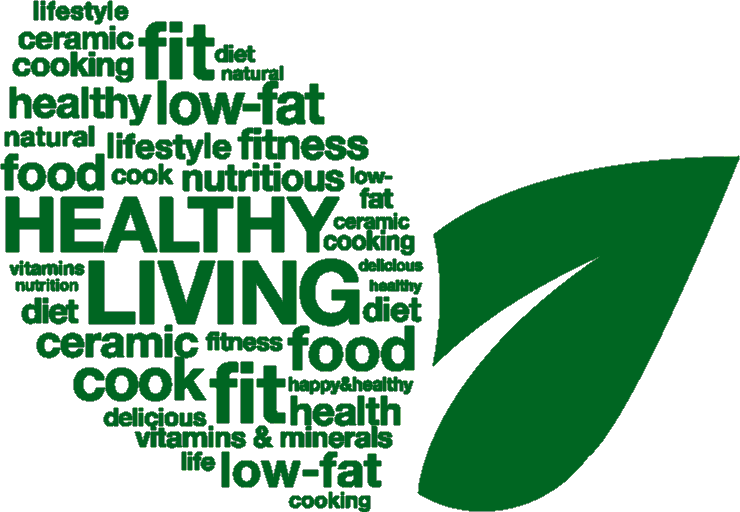 lifestyle
ceramic fit diet
cooking natural
healthy low-fat
natural lifestyle fitness
food cook nutritious low-
fat
HEALTHY ceramic
cooking
vitamins LIVING delicious
nutrition healthy
diet diet
ceramic fitness food
cook fit happy&healthy
delicious health
vitamins & minerals
life low-fat
cooking